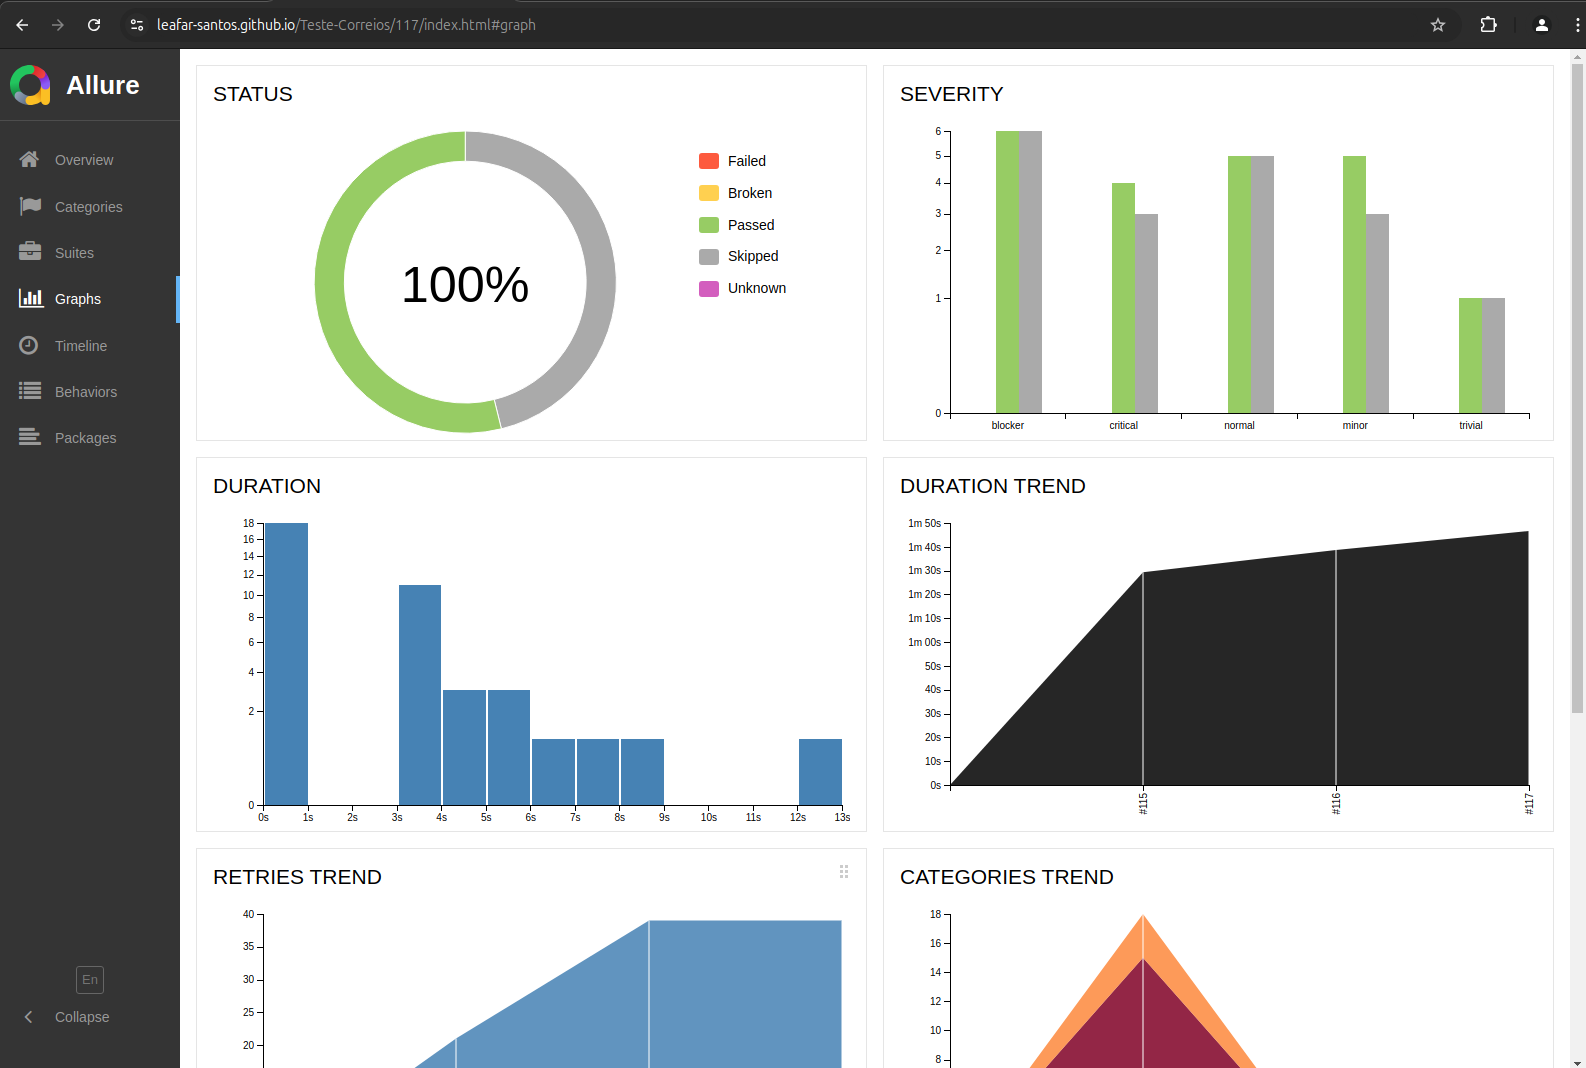 leafar-santos.github.io/Teste-Correios/117/index.html#graph
Allure
Overview
Categories
Suites
Graphs
Timeline
Behaviors
Packages
En
Collapse
STATUS
100%
Failed
Broken
Passed
Skipped
Unknown
SEVERITY
6
5
4
3
2
1
0
blocker critical normal minor trivial
DURATION
18
16
14
12
10
8
6
4
2
0
0s 1s 2s 3s 4s 5s 6s 7s 8s 9s 10s 11s 12s 13s
DURATION TREND
1m 50s
1m 40s
1m 30s
1m 20s
1m 10s
1m 00s
50s
40s
30s
20s
10s
0s
#115 #116 #117
RETRIES TREND
40
35
30
25
20
CATEGORIES TREND
18
16
14
12
10
8